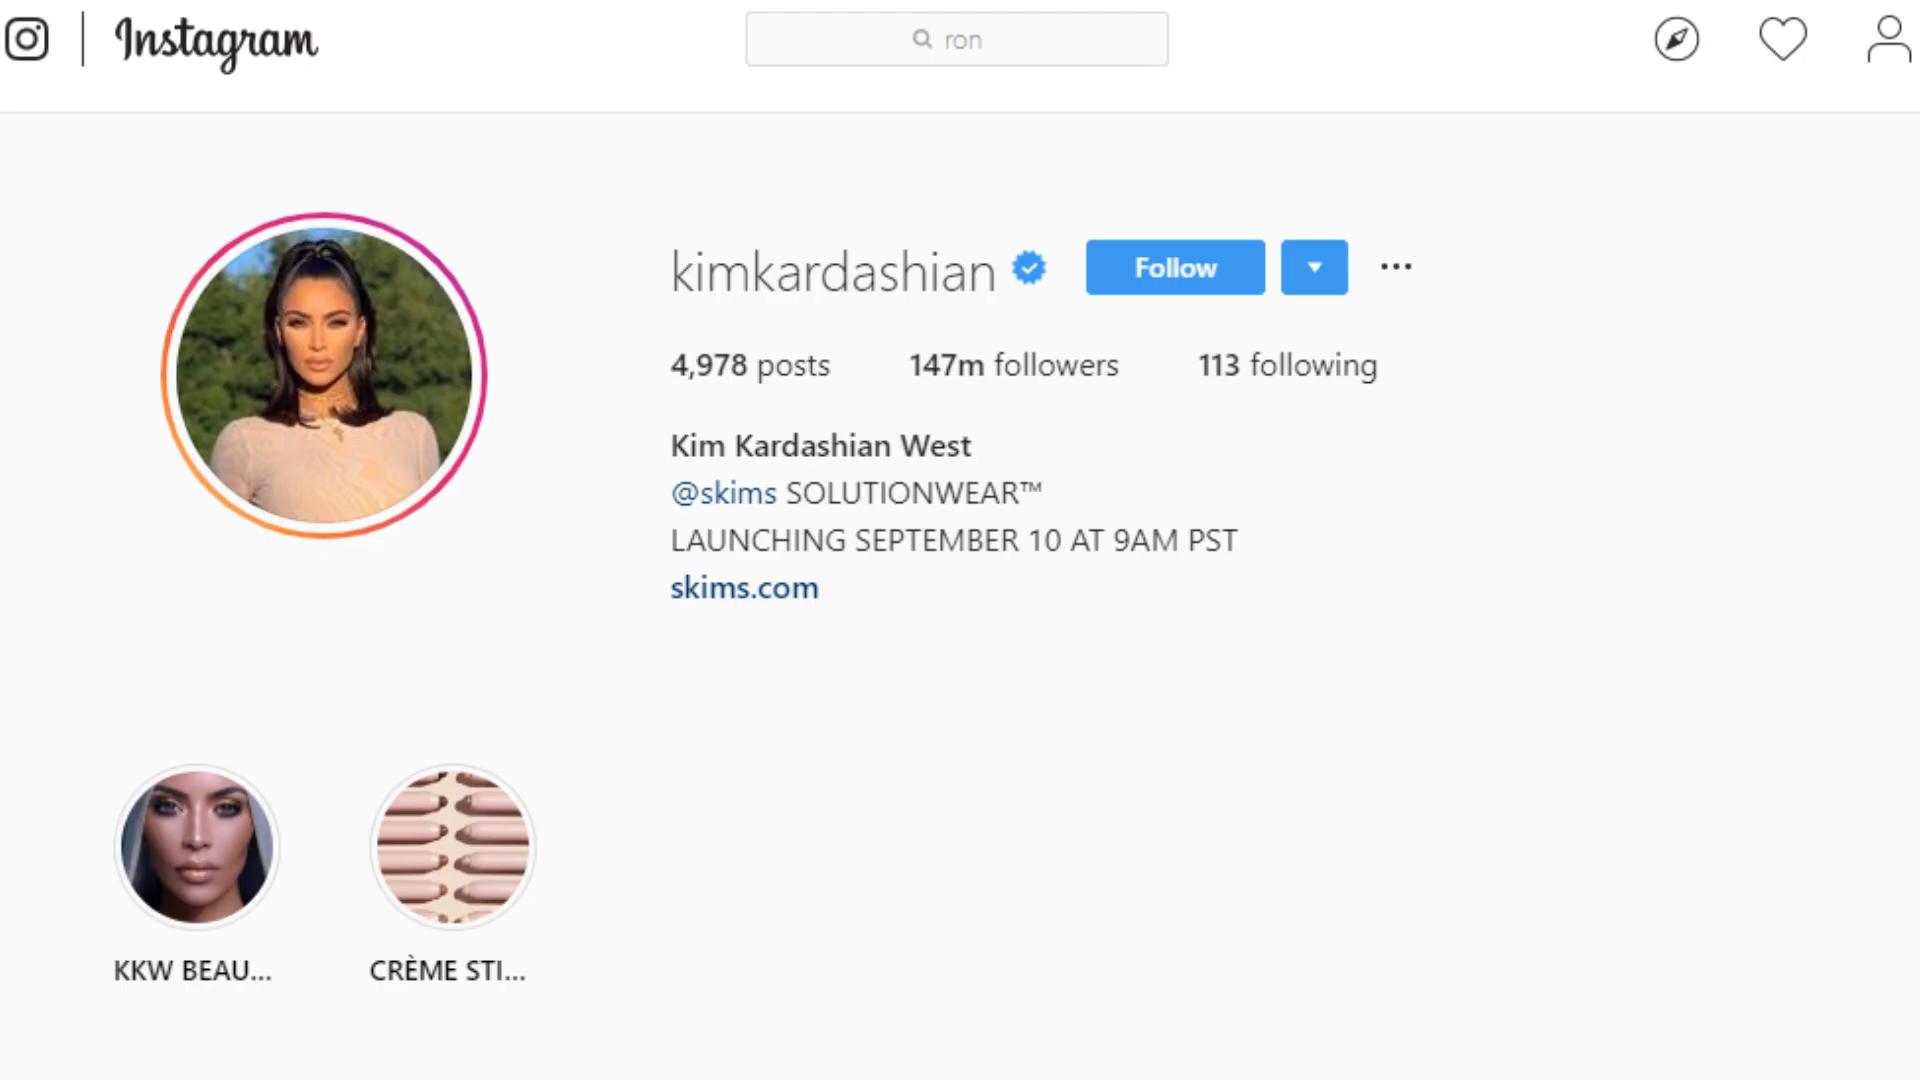 Instagram
ron
kimkardashian
Follow
4,978 posts 147m followers 113 following
Kim Kardashian West
@skims SOLUTIONWEAR™
LAUNCHING SEPTEMBER 10 AT 9AM PST
skims.com
KKW BEAU... CRÈME STI...